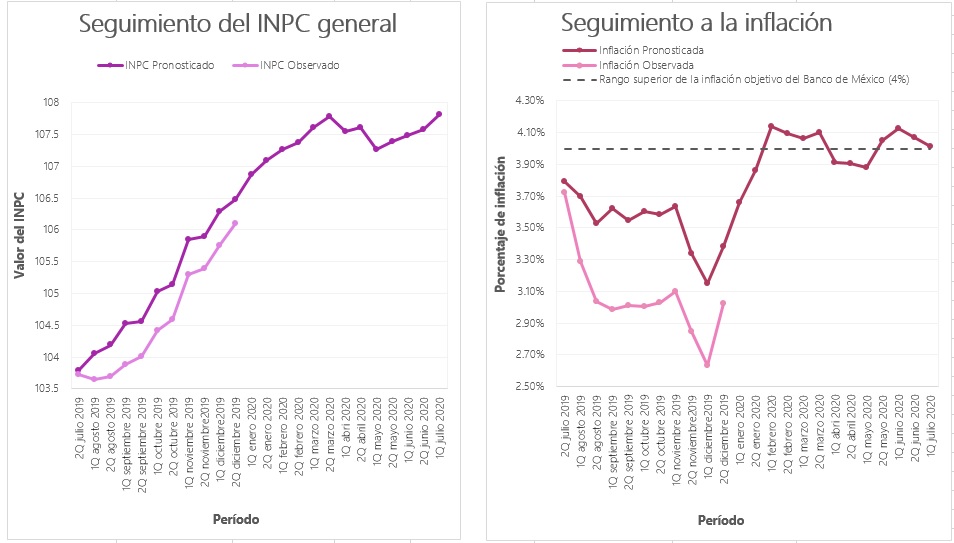 Seguimiento del INPC general
INPC Pronosticado
INPC Observado
Valor del INPC
108
107.5
107
106.5
106
105.5
105
104.5
104
103.5
2Q julio 2019
1Q agosto 2019
2Q agosto 2019
1Q septiembre 2019
2Q septiembre 2019
1Q octubre 2019
2Q octubre 2019
1Q noviembre 2019
2Q noviembre2019
1Q diciembre 2019
2Q diciembre 2019
1Q enero 2020
2Q enero 2020
1Q febrero 2020
2Q febrero 2020
1Q marzo 2020
2Q marzo 2020
1Q abril 2020
2Q abril 2020
1Q mayo 2020
2Q mayo 2020
1Q junio 2020
2Q junio 2020
1Q julio 2020
Período
Seguimiento a la inflación
Inflación Pronosticada
Inflación Observada
Rango superior de la inflación objetivo del Banco de México (4%)
Porcentaje de inflación
4.30%
4.10%
3.90%
3.70%
3.50%
3.30%
3.10%
2.90%
2.70%
2.50%
2Q julio 2019
1Q agosto 2019
2Q agosto 2019
1Q septiembre 2019
2Q septiembre 2019
1Q octubre 2019
2Q octubre 2019
1Q noviembre 2019
2Q noviembre 2019
1Q diciembre2019
2Q diciembre 2019
1Q enero 2020
2Q enero 2020
1Q febrero 2020
2Q febrero 2020
1Q marzo 2020
2Q marzo 2020
1Q abril 2020
2Q abril 2020
1Q mayo 2020
2Q mayo 2020
1Q junio 2020
2Q junio 2020
1Q julio 2020
Período